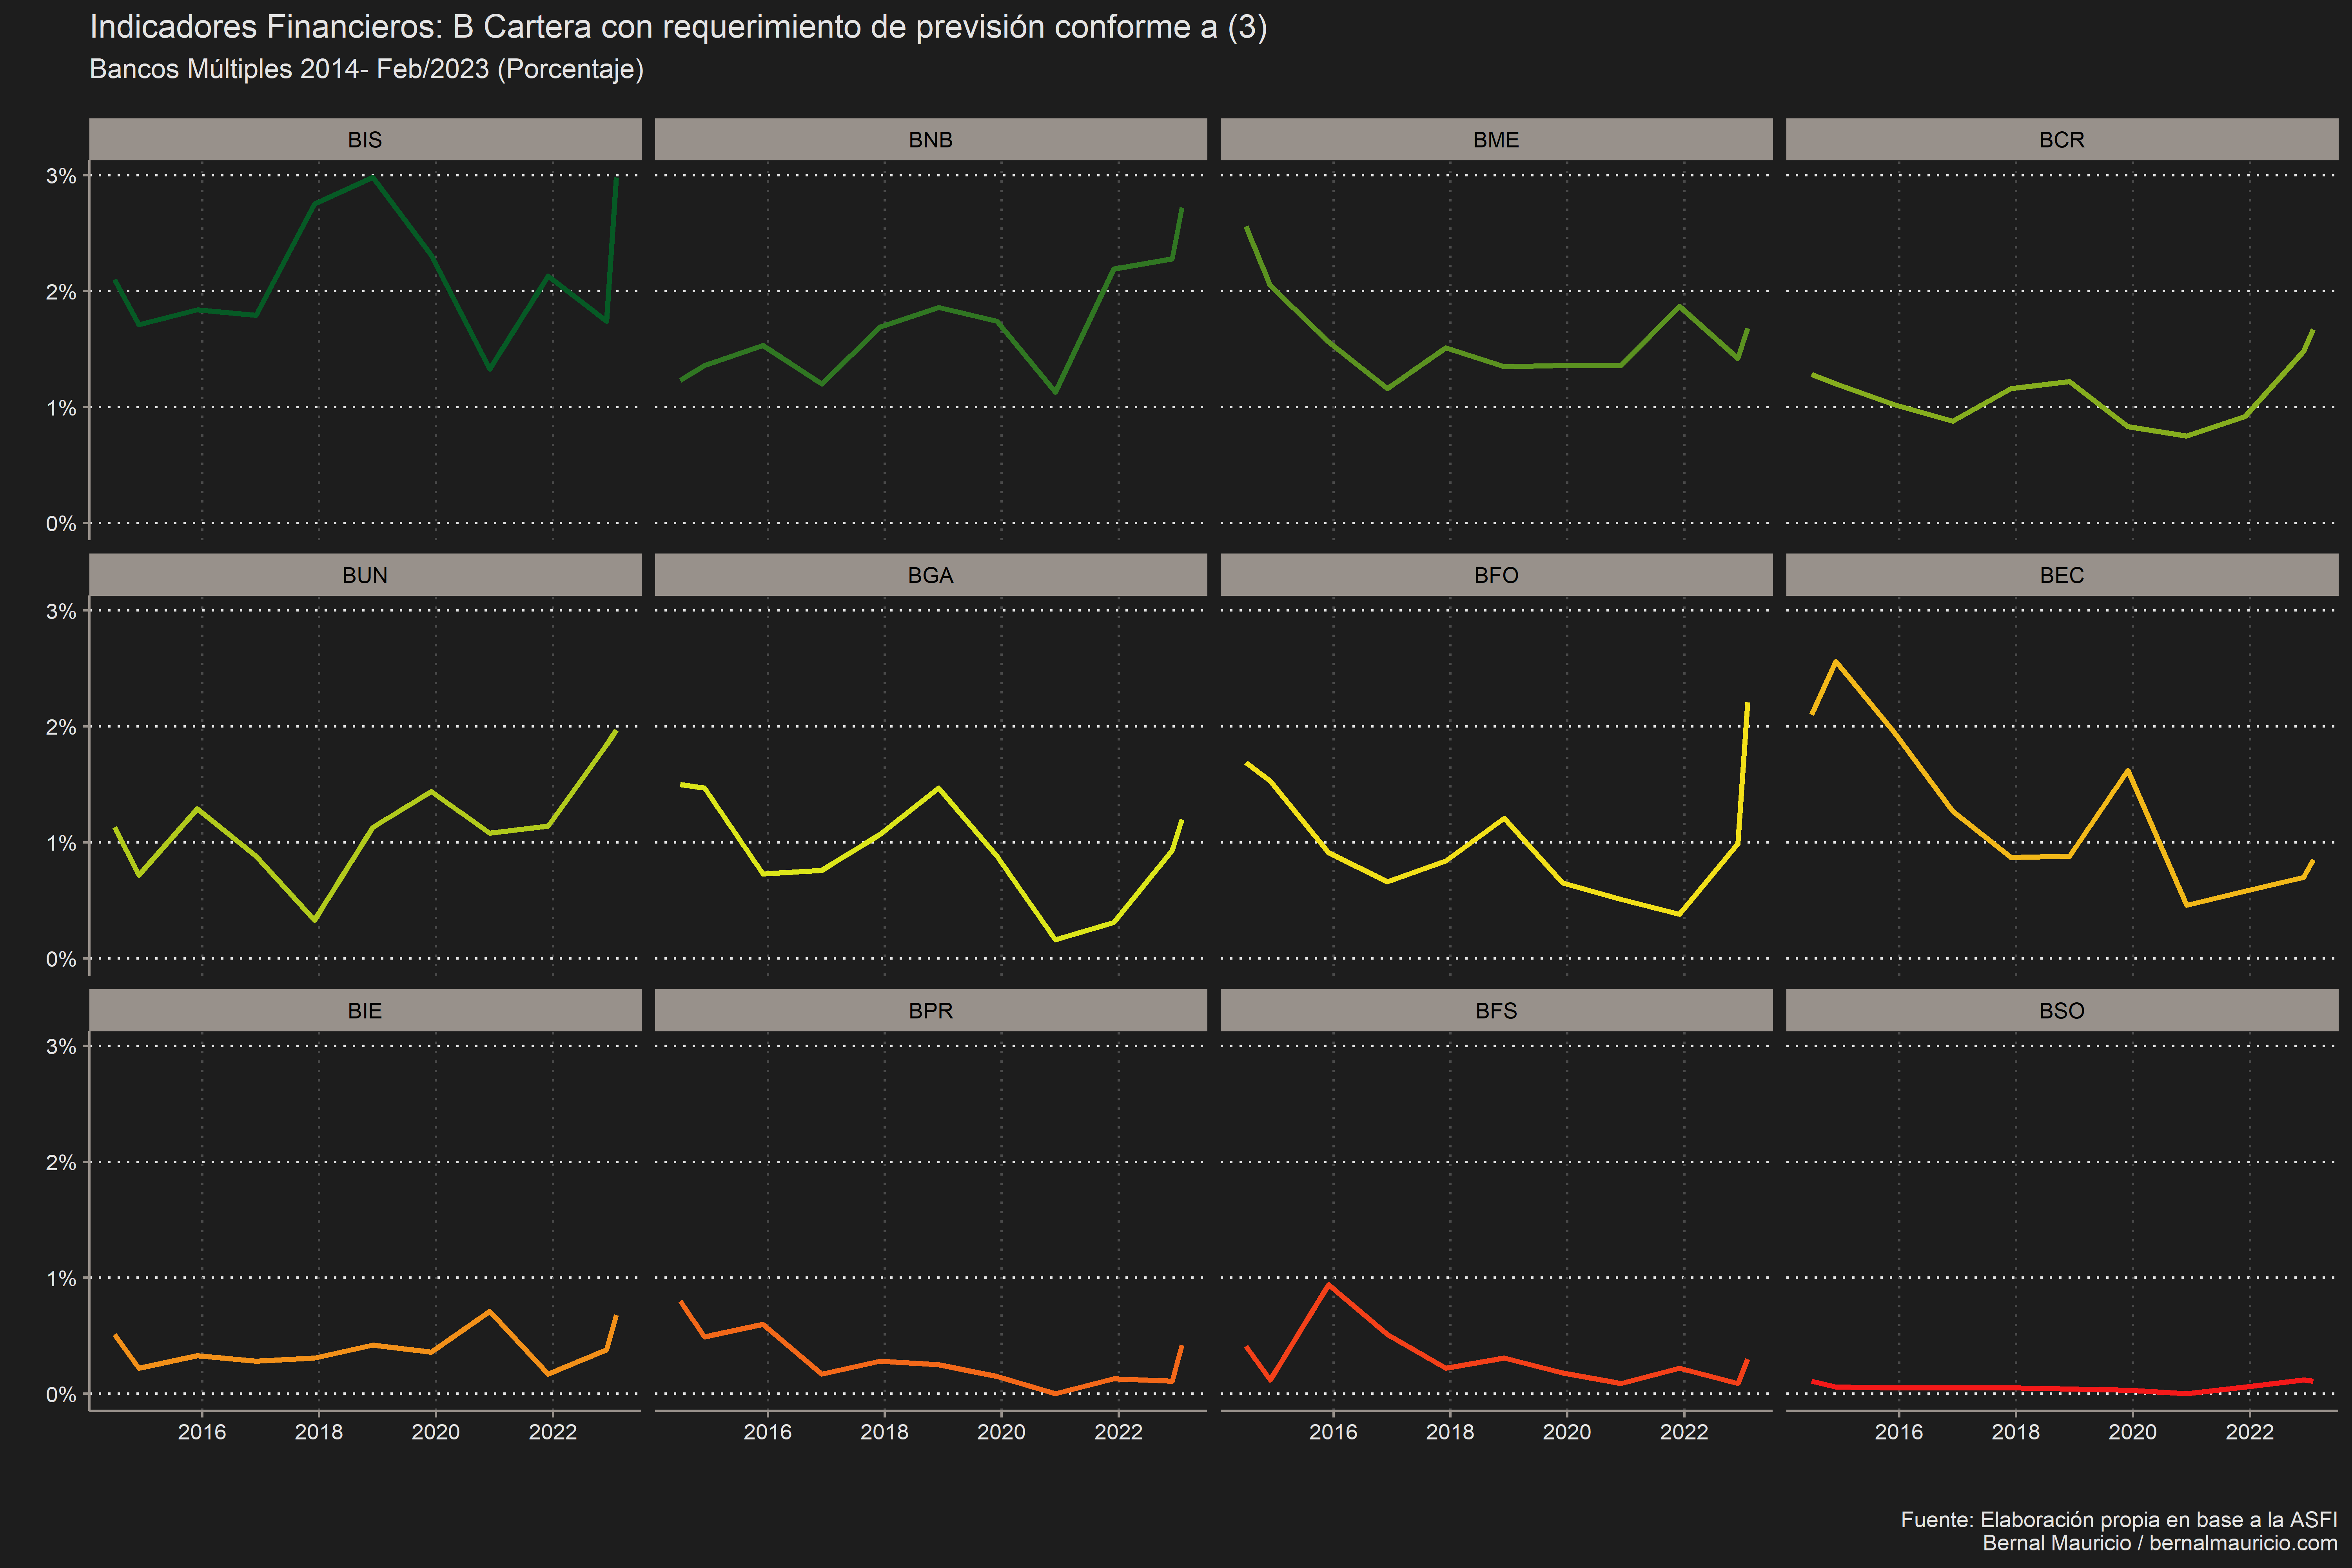 Indicadores Financieros: B Cartera con requerimiento de previsión conforme a (3)
Bancos Múltiples 2014- Feb/2023 (Porcentaje)
BIS
BNB
BME
BCR
3%
2%
1%
0%
BUN
BGA
BFO
BEC
3%
2%
1%
0%
BIE
BPR
BFS
BSO
3%
2%
1%
0%
2016 2018 2020 2022
2016 2018 2020 2022
2016 2018 2020 2022
2016 2018 2020 2022
Fuente: Elaboración propia en base a la ASFI
Bernal Mauricio / bernalmauricio.com